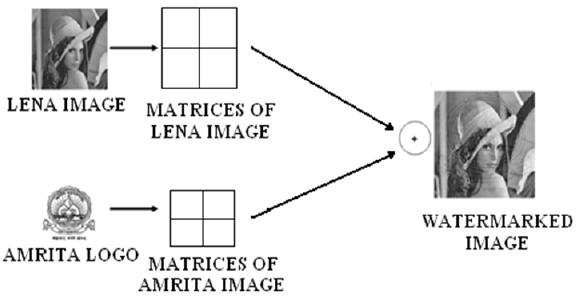 LENA IMAGE
MATRICES OF
LENA IMAGE
+
WATERMARKED
IMAGE
AMRITA LOGO
MATRICES OF
AMRITA IMAGE